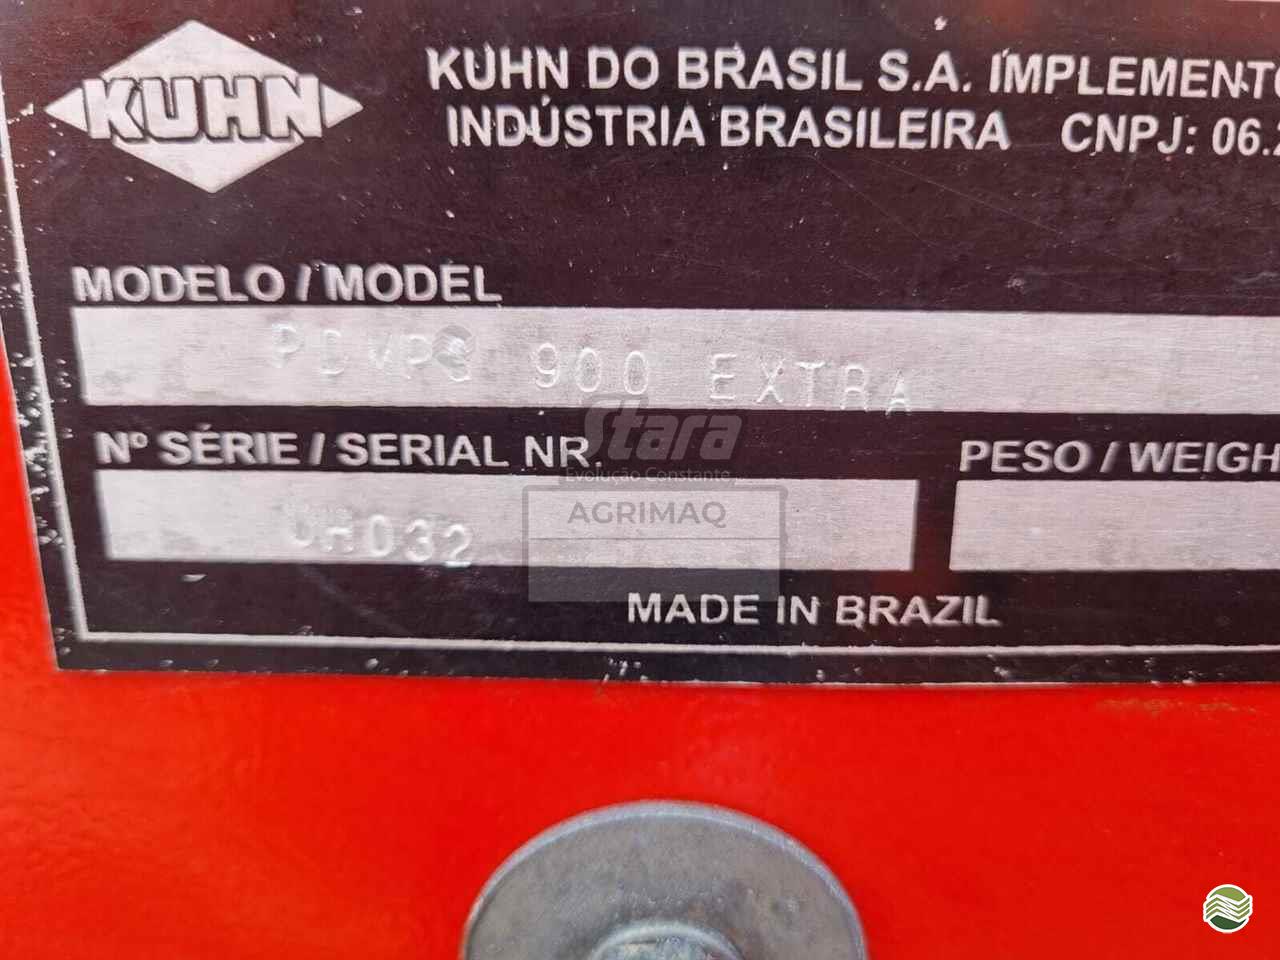 KUHN
KUHN DO BRASIL S.A. IMPLEMENTO
INDÚSTRIA BRASILEIRA CNPJ: 06.2
MODELO / MODEL
900 EXTRA
Stara
Nº SÉRIE / SERIAL NR.
PESO / WEIGH
Evolução Constante
AGRIMAQ
MADE IN BRAZIL